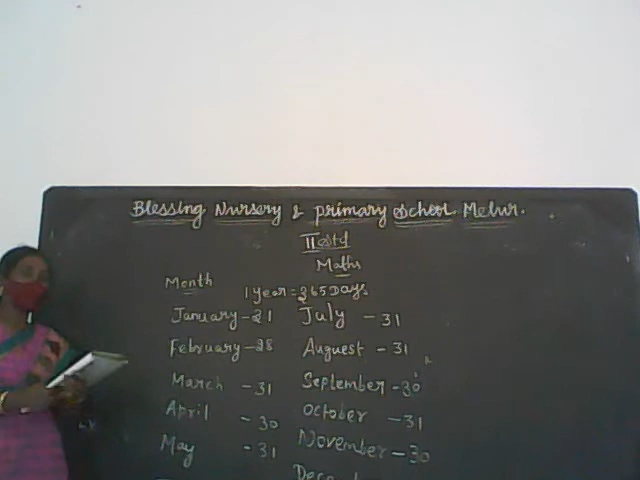 Blessing Nursery & primary School. Melur.
II std
Maths
Month
1 year = 365 Days
January - 31 July - 31
February - 28 Auguest - 31
March - 31 September - 30
April - 30 October - 31
May - 31 November - 30